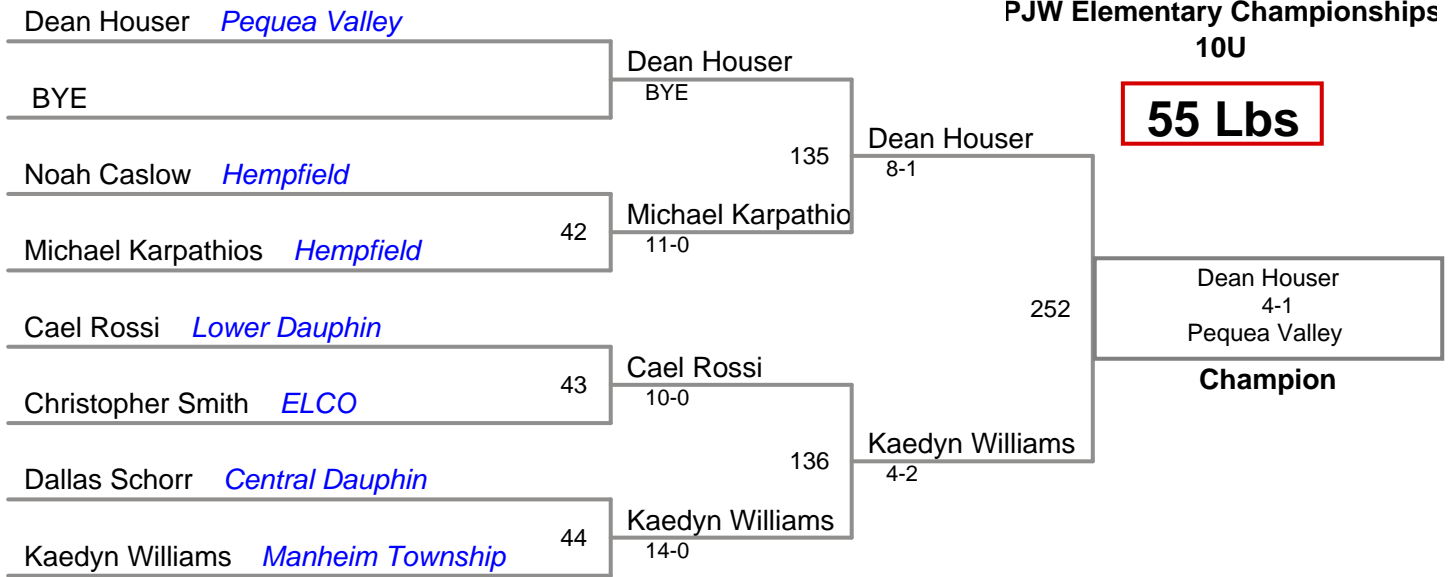 PJW Elementary Championships
10U
55 Lbs
Dean Houser Pequea Valley
BYE
Noah Caslow Hempfield
42
Michael Karpathios Hempfield
Cael Rossi Lower Dauphin
43
Christopher Smith ELCO
Dallas Schorr Central Dauphin
44
Kaedyn Williams Manheim Township
Dean Houser
BYE
135
Michael Karpathio
11-0
Cael Rossi
10-0
136
Kaedyn Williams
14-0
Dean Houser
8-1
252
Kaedyn Williams
4-2
Dean Houser
4-1
Pequea Valley
Champion